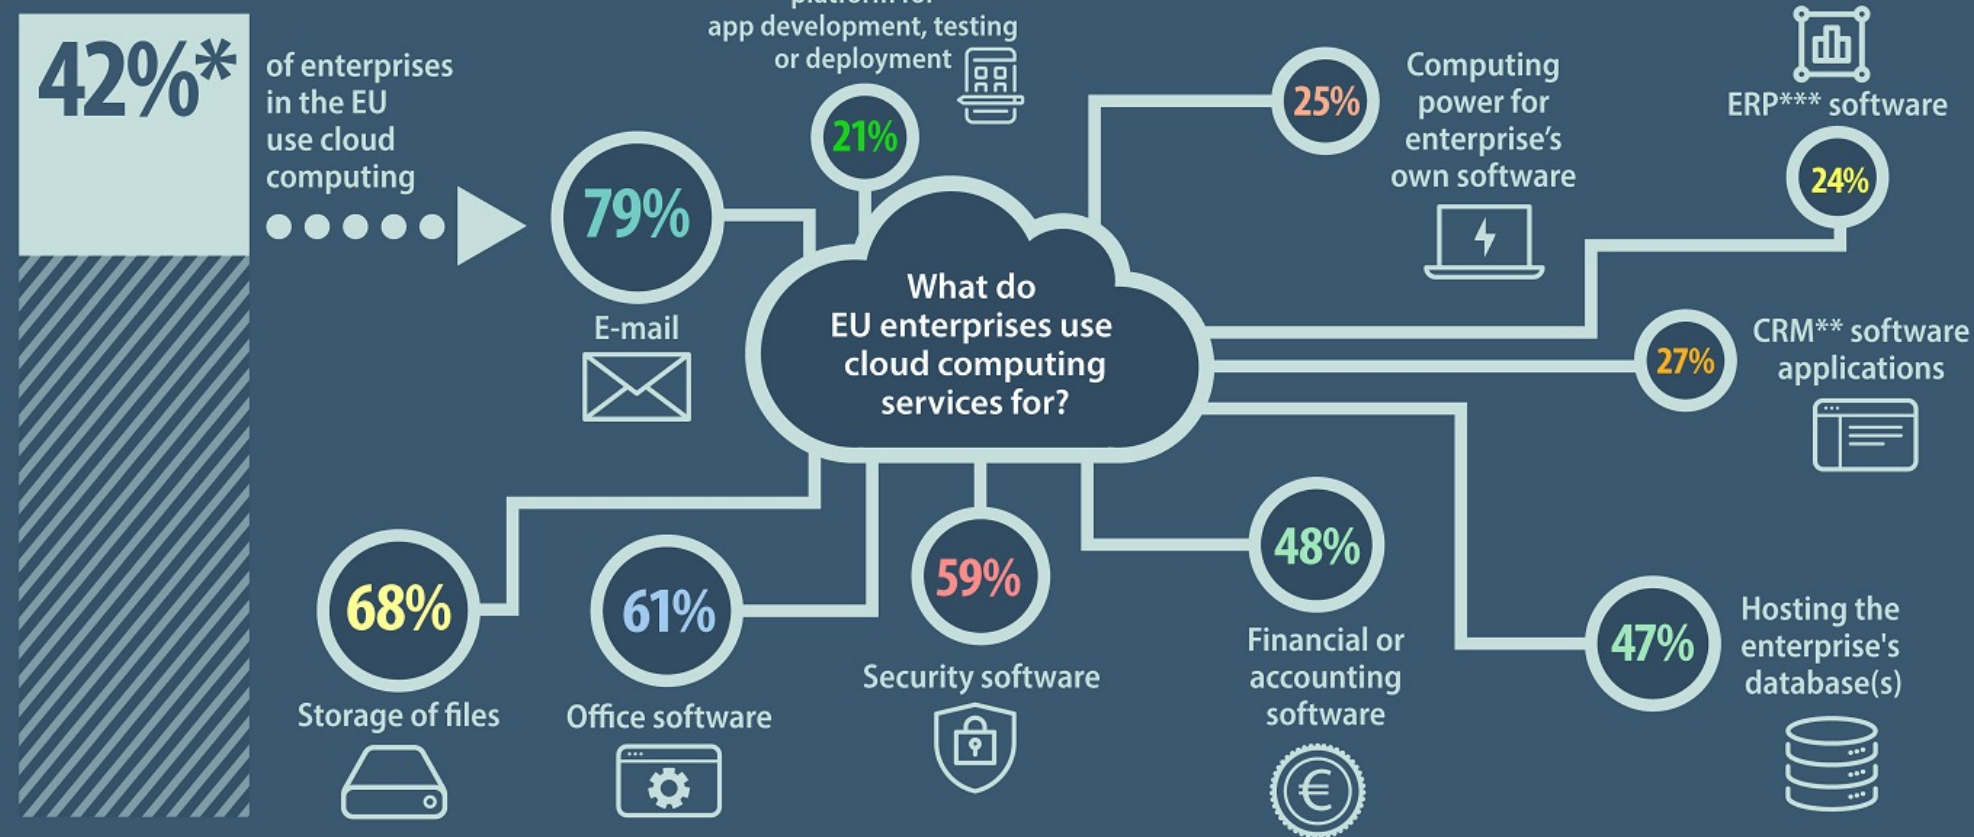 42%*
of enterprises
in the EU
use cloud
computing
79%
E-mail
platform for
app development, testing
or deployment
21%
25%
Computing
power for
enterprise’s
own software
ERP*** software
24%
What do
EU enterprises use
cloud computing
services for?
CRM** software
applications
27%
68%
Storage of files
61%
Office software
59%
Security software
48%
Financial or
accounting
software
€
47%
Hosting the
enterprise's
database(s)